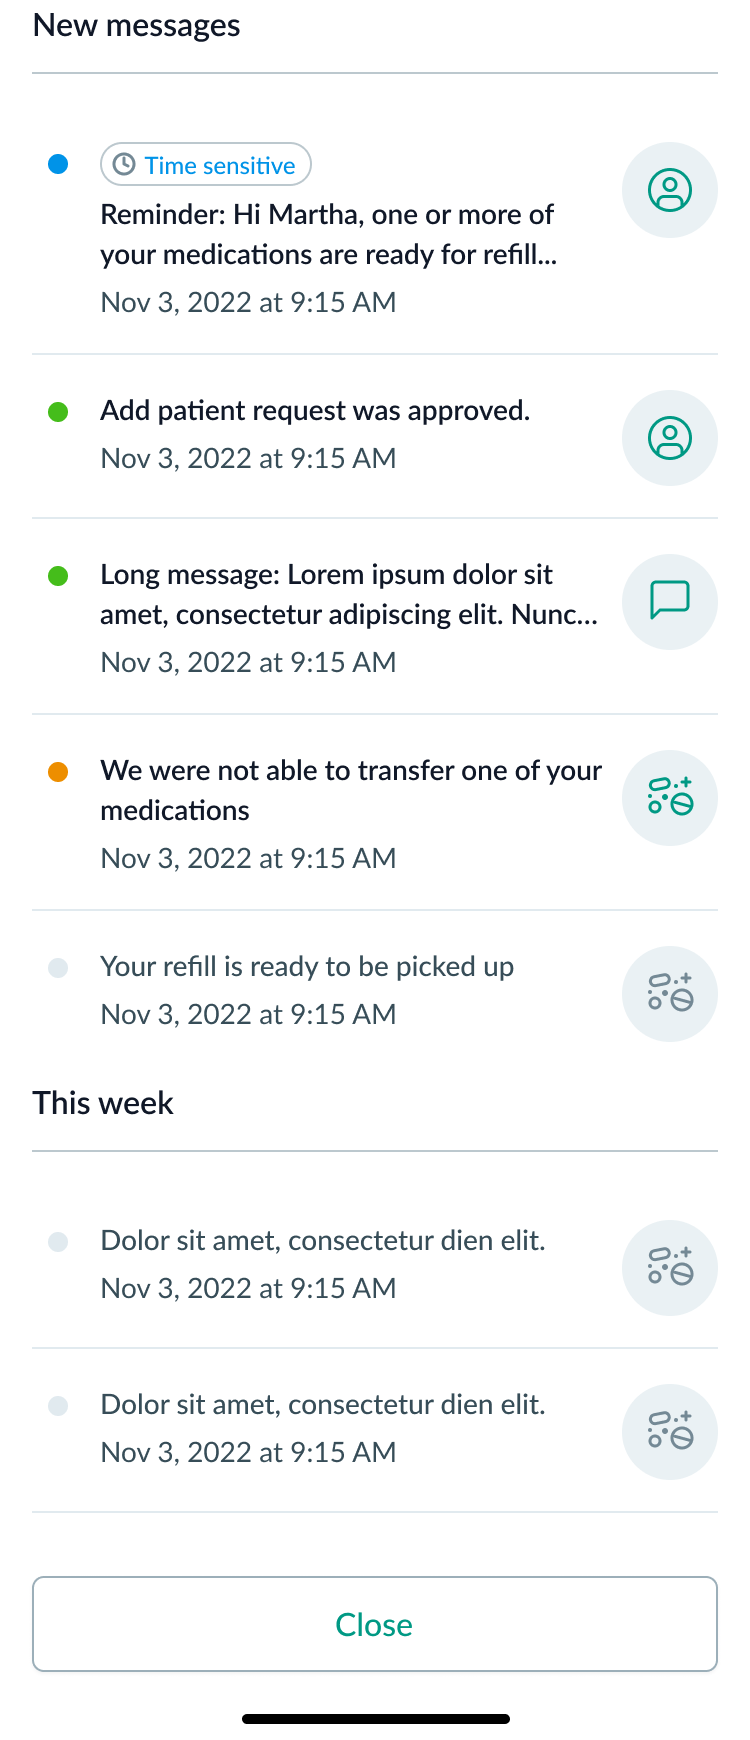 New messages
Time sensitive
Reminder: Hi Martha, one or more of
your medications are ready for refill...
Nov 3, 2022 at 9:15 AM
Add patient request was approved.
Nov 3, 2022 at 9:15 AM
Long message: Lorem ipsum dolor sit
amet, consectetur adipiscing elit. Nunc...
Nov 3, 2022 at 9:15 AM
We were not able to transfer one of your
medications
Nov 3, 2022 at 9:15 AM
Your refill is ready to be picked up
Nov 3, 2022 at 9:15 AM
This week
Dolor sit amet, consectetur dien elit.
Nov 3, 2022 at 9:15 AM
Dolor sit amet, consectetur dien elit.
Nov 3, 2022 at 9:15 AM
Close